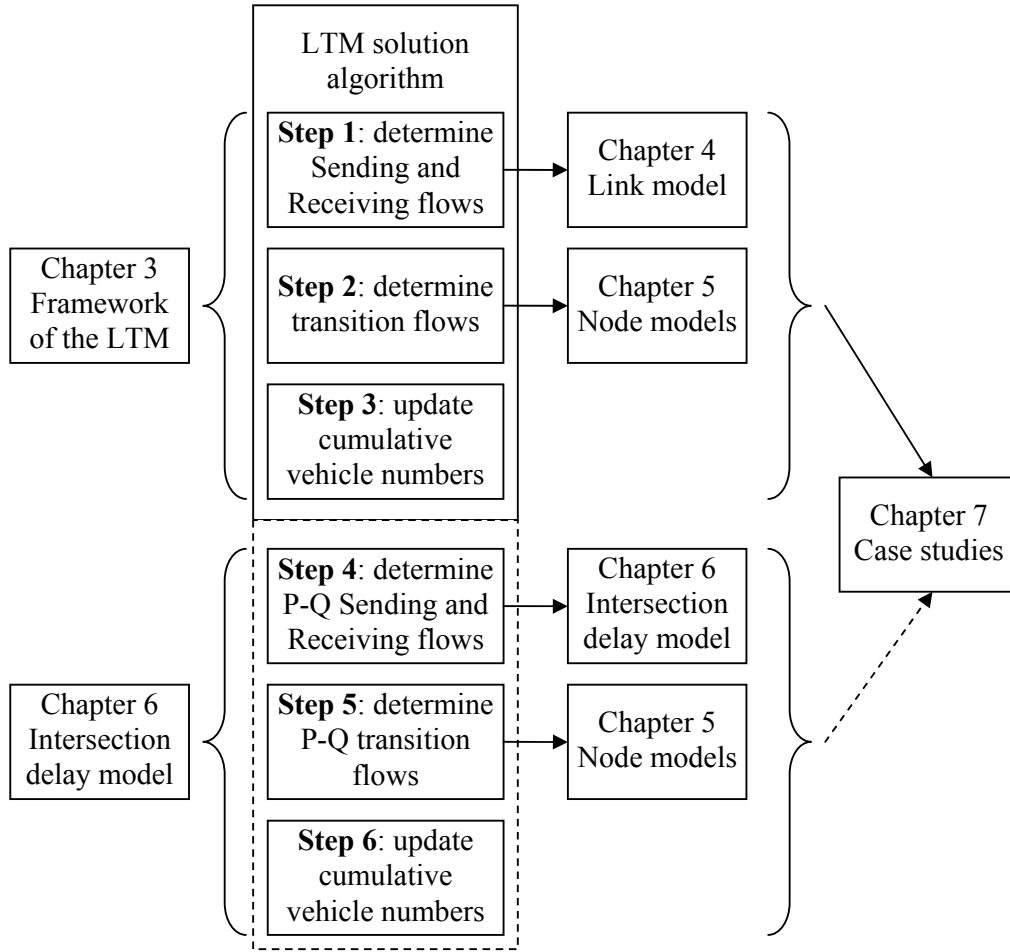 LTM solution
algorithm
Step 1: determine
Sending and
Receiving flows
Chapter 4
Link model
Chapter 3
Framework
of the LTM
Step 2: determine
transition flows
Chapter 5
Node models
Step 3: update
cumulative
vehicle numbers
Chapter 7
Case studies
Step 4: determine
P-Q Sending and
Receiving flows
Chapter 6
Intersection
delay model
Chapter 6
Intersection
delay model
Step 5: determine
P-Q transition
flows
Chapter 5
Node models
Step 6: update
cumulative
vehicle numbers